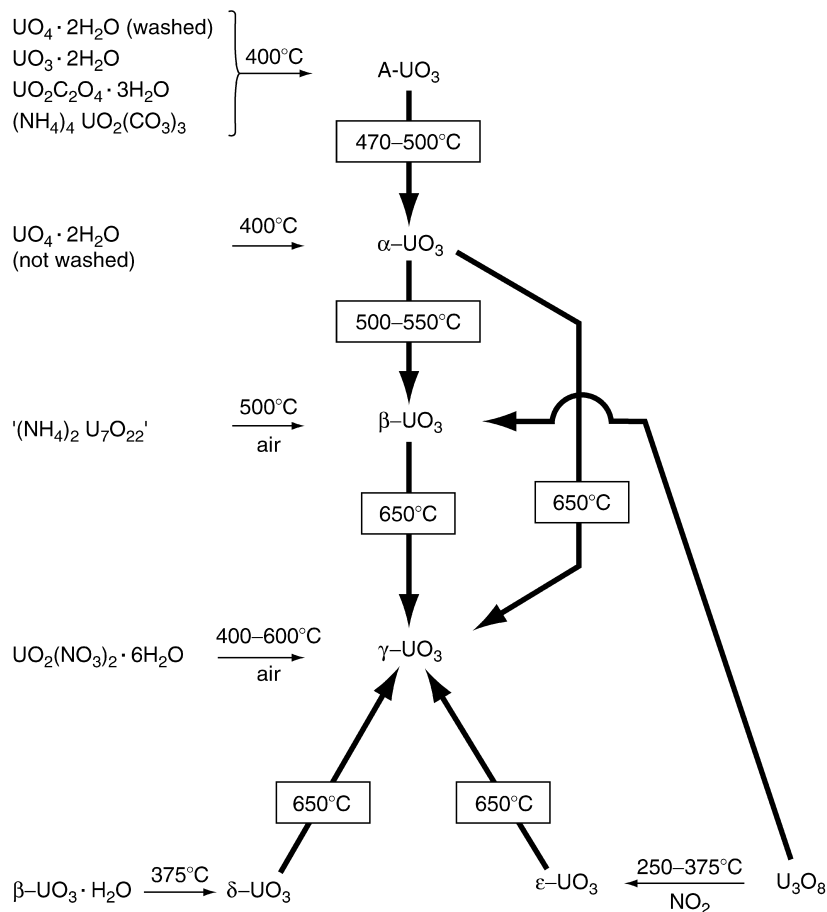 UO₄ · 2H₂O (washed)
UO₃ · 2H₂O
UO₂C₂O₄ · 3H₂O
(NH₄)₄ UO₂(CO₃)₃
400°C
A-UO₃
470–500°C
UO₄ · 2H₂O
(not washed)
400°C
α–UO₃
500–550°C
'(NH₄)₂ U₇O₂₂'
500°C
air
β–UO₃
650°C
650°C
UO₂(NO₃)₂ · 6H₂O
400–600°C
air
γ–UO₃
650°C
650°C
β–UO₃ · H₂O
375°C
δ–UO₃
ε–UO₃
250–375°C
NO₂
U₃O₈